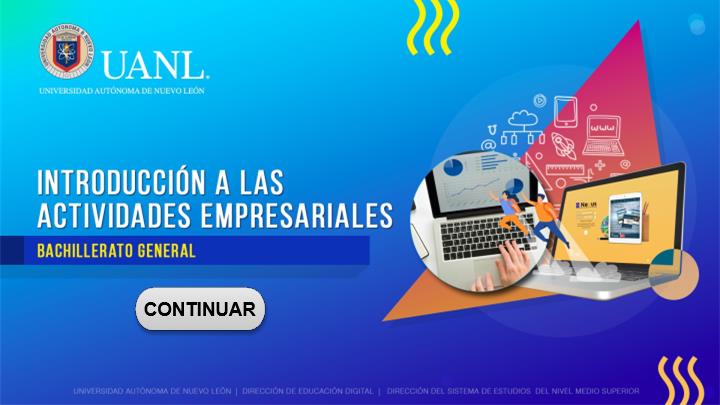 UANL®
UNIVERSIDAD AUTÓNOMA DE NUEVO LEÓN
INTRODUCCIÓN A LAS
ACTIVIDADES EMPRESARIALES
BACHILLERATO GENERAL
CONTINUAR
WWW
UNIVERSIDAD AUTÓNOMA DE NUEVO LEÓN | DIRECCIÓN DE EDUCACIÓN DIGITAL | DIRECCIÓN DEL SISTEMA DE ESTUDIOS DEL NIVEL MEDIO SUPERIOR